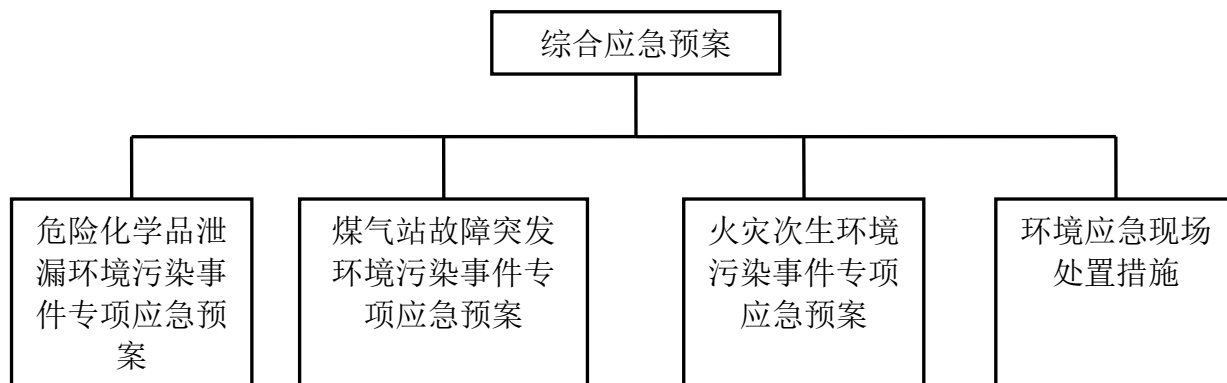 综合应急预案
危险化学品泄
漏环境污染事
件专项应急预
案
煤气站故障突发
环境污染事件专
项应急预案
火灾次生环境
污染事件专项
应急预案
环境应急现场
处置措施